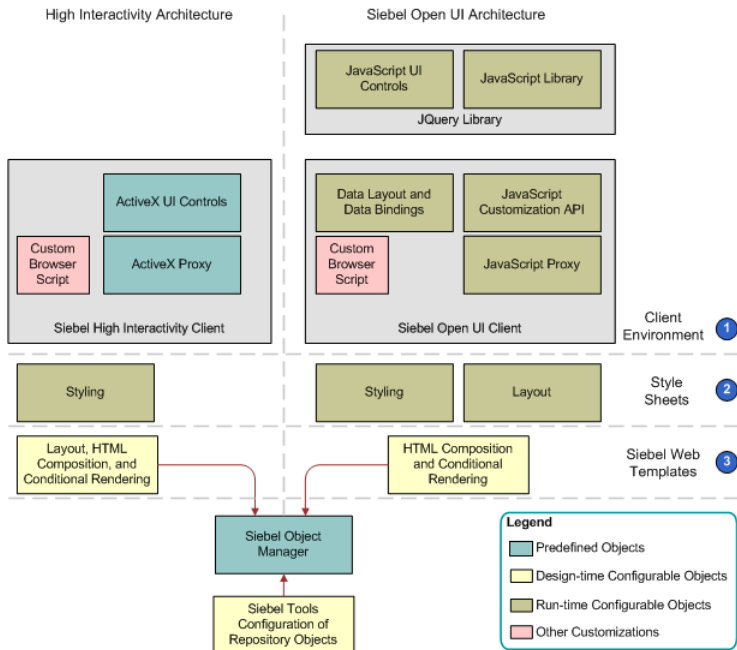 High Interactivity Architecture
Siebel Open UI Architecture
JavaScript UI
Controls
JavaScript Library
JQuery Library
ActiveX UI Controls
Custom
Browser
Script
ActiveX Proxy
Siebel High Interactivity Client
Data Layout and
Data Bindings
JavaScript
Customization API
Custom
Browser
Script
JavaScript Proxy
Siebel Open UI Client
Client
Environment
1
Styling
Styling
Layout
Style
Sheets
2
Layout, HTML
Composition, and
Conditional Rendering
HTML Composition
and Conditional
Rendering
Siebel Web
Templates
3
Siebel Object
Manager
Siebel Tools
Configuration of
Repository Objects
Legend
Predefined Objects
Design-time Configurable Objects
Run-time Configurable Objects
Other Customizations